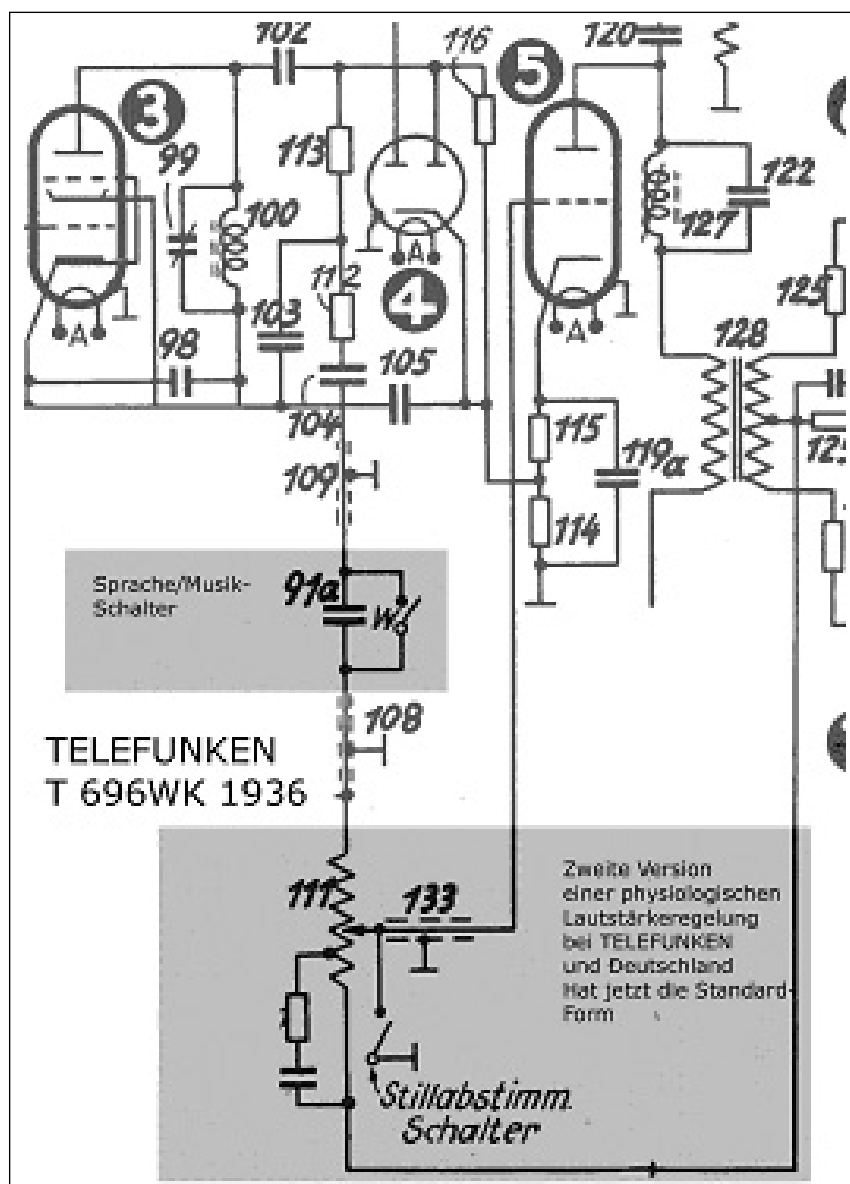 102
116
5
120
3
99
113
122
100
127
112
4
125
103
128
98
105
104
115
119a
125
109
114
Sprache/Musik-
Schalter
91a
W
108
TELEFUNKEN
T 696WK 1936
111
133
Zweite Version
einer physiologischen
Lautstärkeregelung
bei TELEFUNKEN
und Deutschland
Hat jetzt die Standard-
Form
Stillabstimm.
Schalter
A
A
A